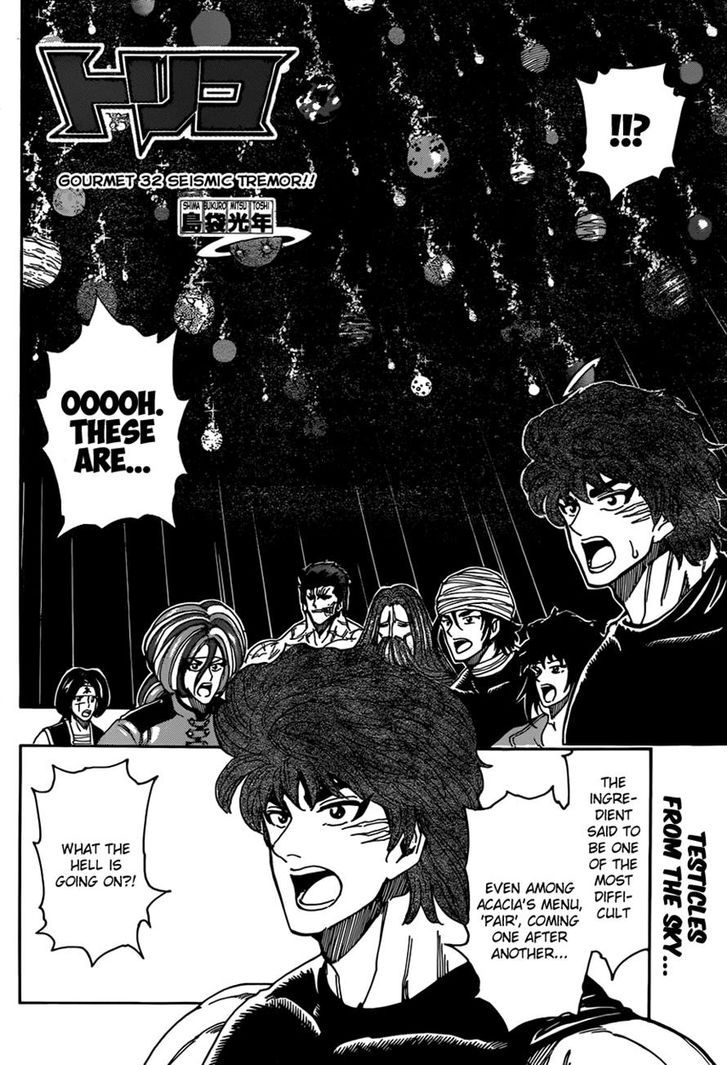 トリコ
GOURMET 32 SEISMIC TREMOR!!
SHIMA BUKURO MITSU TOSHI
島袋光年
!!?
OOOOH.
THESE
ARE...
TESTICLES
FROM THE SKY...
THE
INGRE-
DIENT
SAID TO
BE ONE
OF THE
MOST
DIFFI-
CULT
EVEN AMONG
ACACIA'S MENU,
'PAIR', COMING
ONE AFTER
ANOTHER...
WHAT THE
HELL IS
GOING ON?!